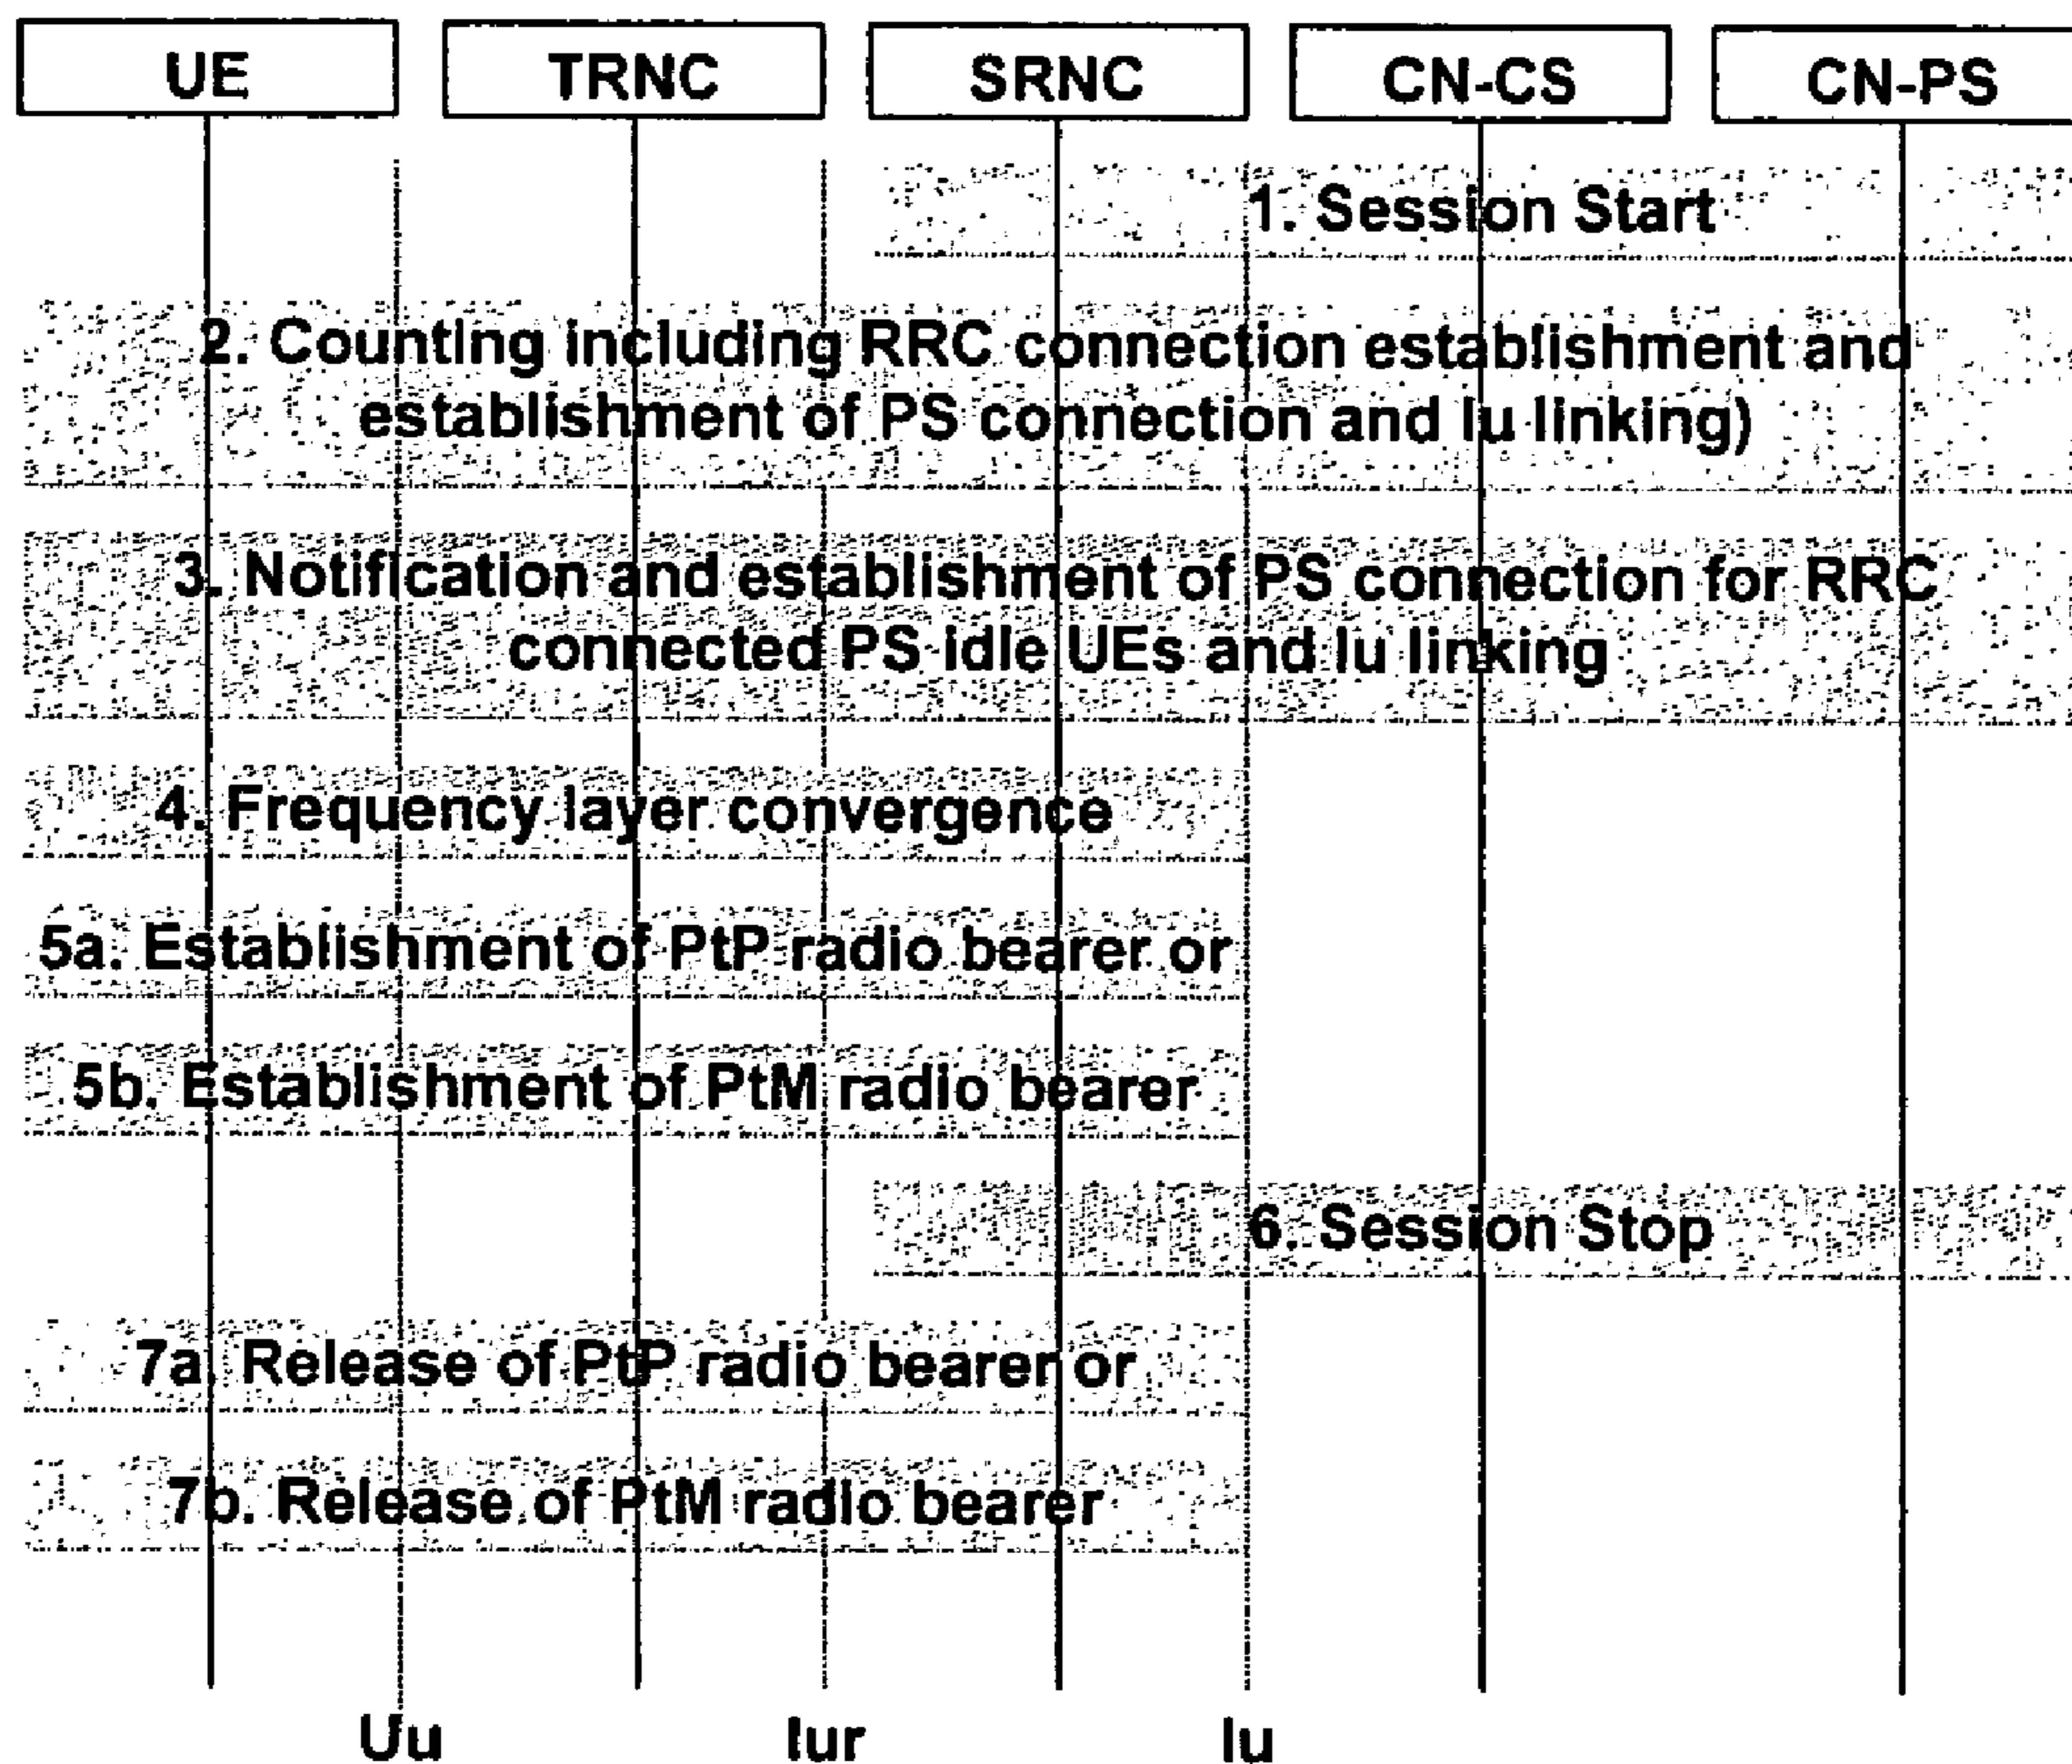 UE
TRNC
SRNC
CN-CS
CN-PS
1. Session Start
2. Counting including RRC connection establishment and
establishment of PS connection and Iu linking)
3. Notification and establishment of PS connection for RRC
connected PS idle UEs and Iu linking
4. Frequency layer convergence
5a. Establishment of PtP radio bearer or
5b. Establishment of PtM radio bearer
6. Session Stop
7a. Release of PtP radio bearer or
7b. Release of PtM radio bearer
Uu
Iur
Iu